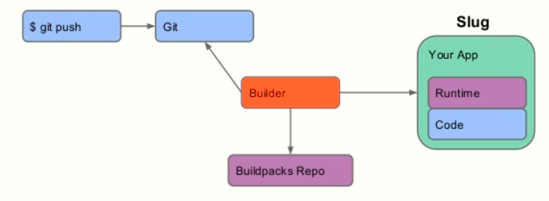 Slug
$ git push
Git
Your App
Builder
Runtime
Code
Buildpacks Repo